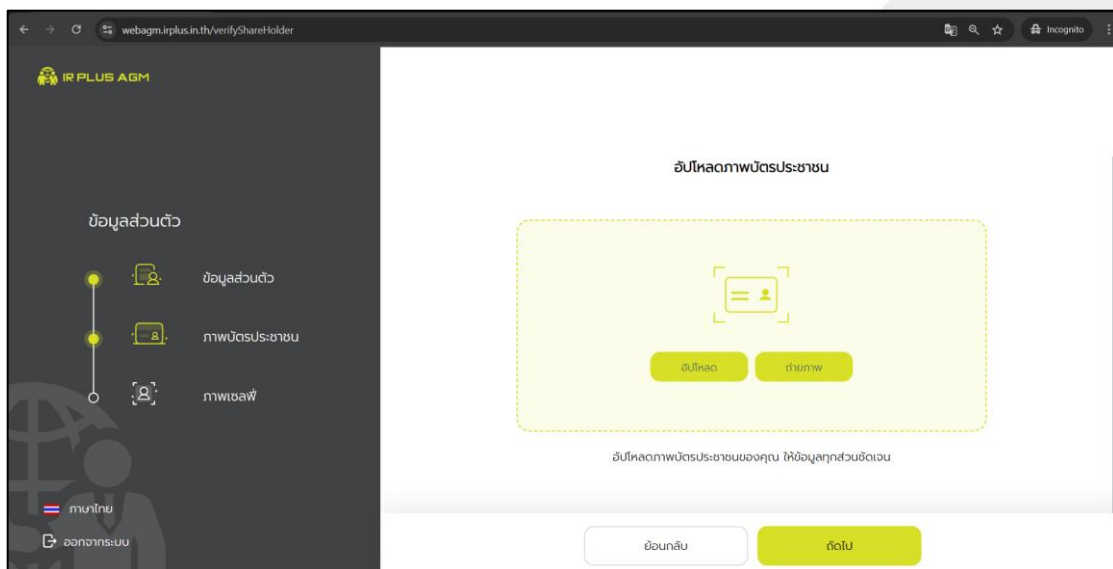 webagm.irplus.in.th/verifyShareHolder
Incognito
IR PLUS AGM
ข้อมูลส่วนตัว
ข้อมูลส่วนตัว
ภาพบัตรประชาชน
ภาพเซลฟี่
ภาษาไทย
ออกจากระบบ
อัปโหลดภาพบัตรประชาชน
อัปโหลด
ถ่ายภาพ
อัปโหลดภาพบัตรประชาชนของคุณ ให้ข้อมูลทุกส่วนชัดเจน
ย้อนกลับ
ถัดไป